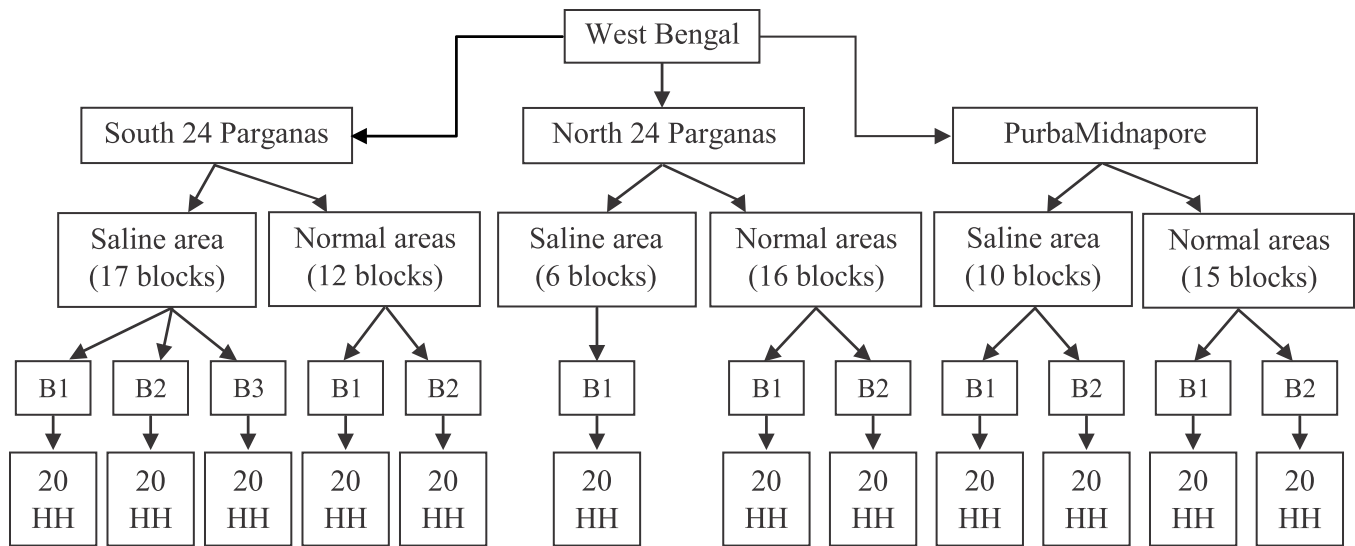 West Bengal
South 24 Parganas
North 24 Parganas
PurbaMidnapore
Saline area
(17 blocks)
Normal areas
(12 blocks)
Saline area
(6 blocks)
Normal areas
(16 blocks)
Saline area
(10 blocks)
Normal areas
(15 blocks)
B1
B2
B3
B1
B2
B1
B1
B2
B1
B2
B1
B2
20
HH
20
HH
20
HH
20
HH
20
HH
20
HH
20
HH
20
HH
20
HH
20
HH
20
HH
20
HH